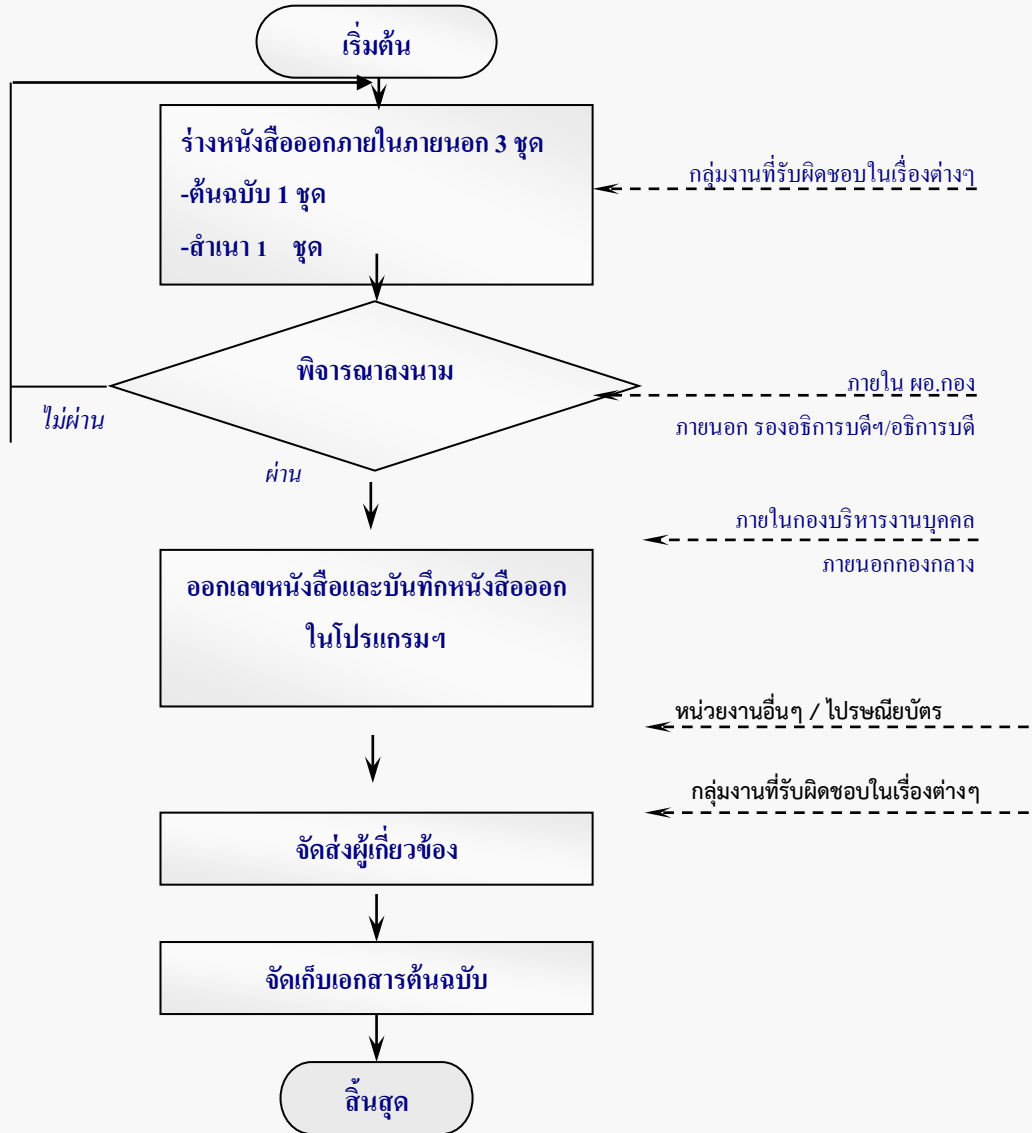 เริ่มต้น
ร่างหนังสือออกภายในภายนอก 3 ชุด
-ต้นฉบับ 1 ชุด
-สำเนา 1 ชุด
กลุ่มงานที่รับผิดชอบในเรื่องต่างๆ
พิจารณาลงนาม
ภายใน ผอ.กอง
ภายนอก รองอธิการบดีฯ/อธิการบดี
ไม่ผ่าน
ผ่าน
ภายในกองบริหารงานบุคคล
ภายนอกกองกลาง
ออกเลขหนังสือและบันทึกหนังสือออก
ในโปรแกรมฯ
หน่วยงานอื่นๆ / ไปรษณียบัตร
กลุ่มงานที่รับผิดชอบในเรื่องต่างๆ
จัดส่งผู้เกี่ยวข้อง
จัดเก็บเอกสารต้นฉบับ
สิ้นสุด